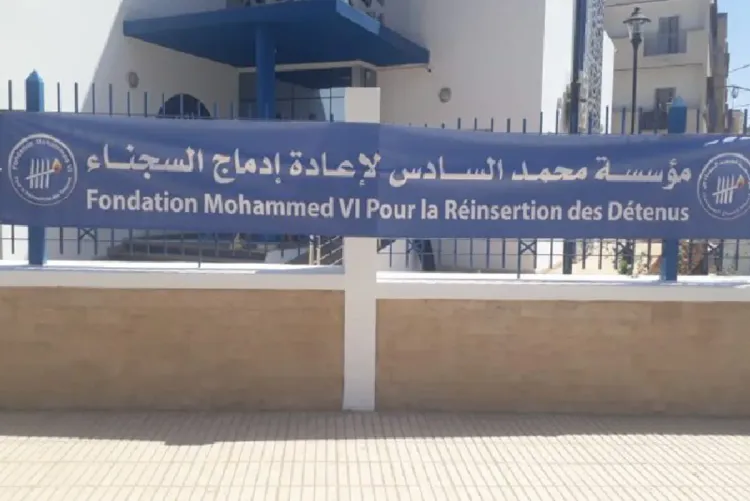 مؤسسة محمد السادس لإعادة إدماج السجناء
Fondation Mohammed VI Pour la Réinsertion des Détenus